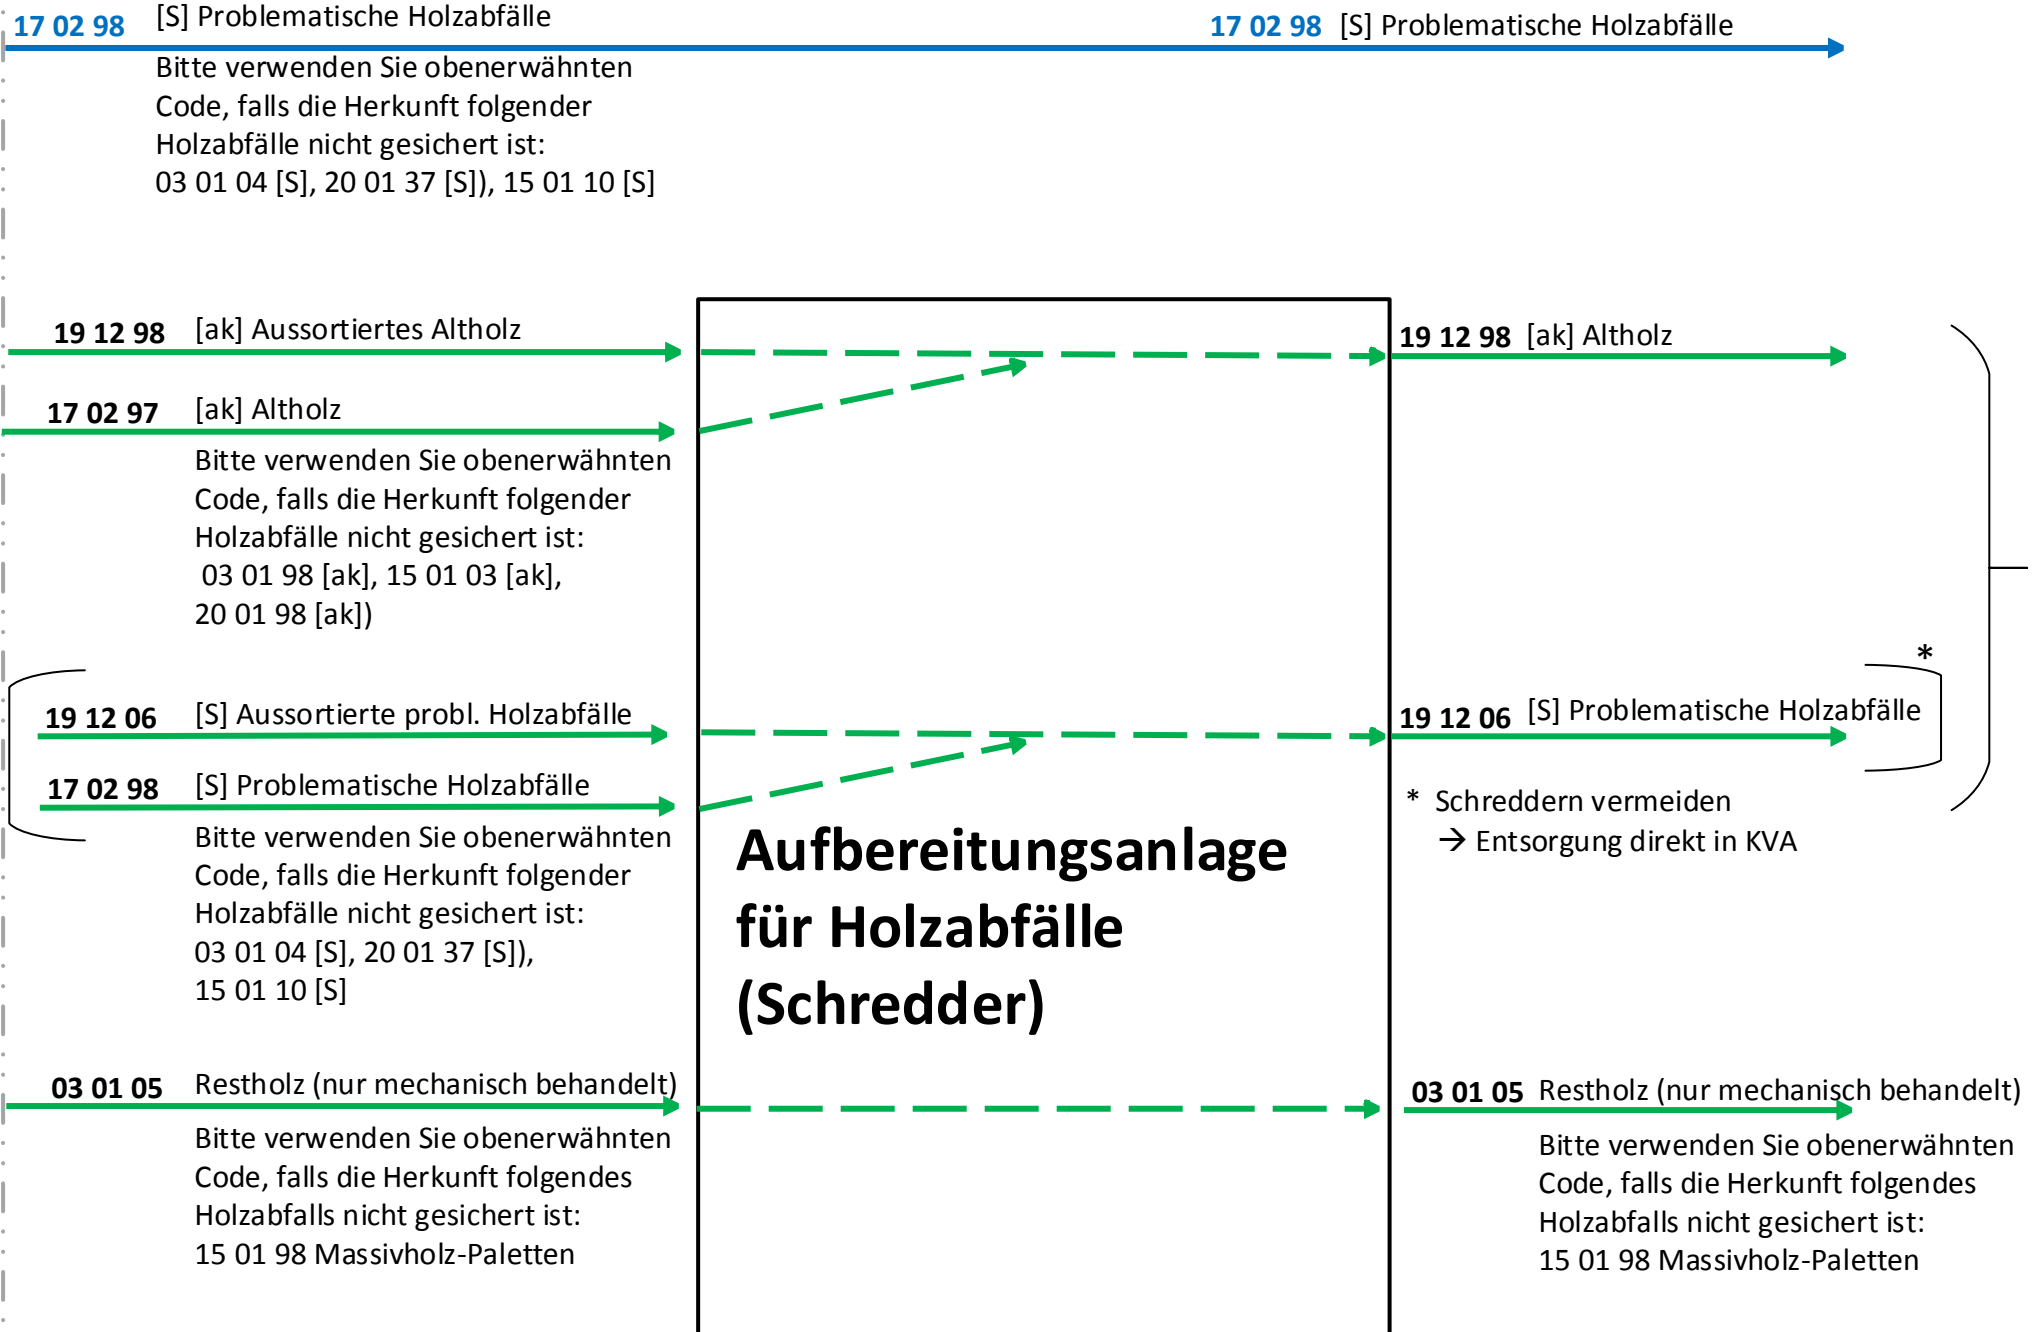 17 02 98 [S] Problematische Holzabfälle
Bitte verwenden Sie obenerwähnten
Code, falls die Herkunft folgender
Holzabfälle nicht gesichert ist:
03 01 04 [S], 20 01 37 [S]), 15 01 10 [S]
17 02 98 [S] Problematische Holzabfälle
19 12 98 [ak] Aussortiertes Altholz
17 02 97 [ak] Altholz
Bitte verwenden Sie obenerwähnten
Code, falls die Herkunft folgender
Holzabfälle nicht gesichert ist:
03 01 98 [ak], 15 01 03 [ak],
20 01 98 [ak])
19 12 06 [S] Aussortierte probl. Holzabfälle
17 02 98 [S] Problematische Holzabfälle
Bitte verwenden Sie obenerwähnten
Code, falls die Herkunft folgender
Holzabfälle nicht gesichert ist:
03 01 04 [S], 20 01 37 [S]),
15 01 10 [S]
03 01 05 Restholz (nur mechanisch behandelt)
Bitte verwenden Sie obenerwähnten
Code, falls die Herkunft folgendes
Holzabfalls nicht gesichert ist:
15 01 98 Massivholz-Paletten
Aufbereitungsanlage
für Holzabfälle
(Schredder)
19 12 98 [ak] Altholz
*
19 12 06 [S] Problematische Holzabfälle
* Schreddern vermeiden
→ Entsorgung direkt in KVA
03 01 05 Restholz (nur mechanisch behandelt)
Bitte verwenden Sie obenerwähnten
Code, falls die Herkunft folgendes
Holzabfalls nicht gesichert ist:
15 01 98 Massivholz-Paletten